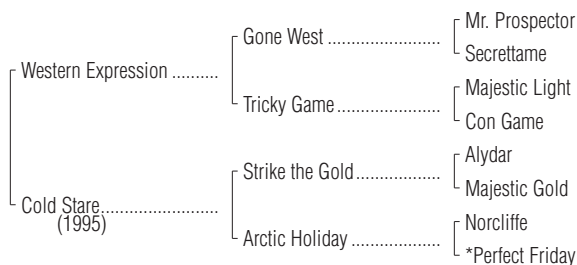 Mr. Prospector
Gone West ........................
Secrettame
Western Expression ..........
Majestic Light
Tricky Game ......................
Con Game
Alydar
Strike the Gold ..................
Majestic Gold
Cold Stare .........................
(1995)
Norcliffe
Arctic Holiday ....................
*Perfect Friday